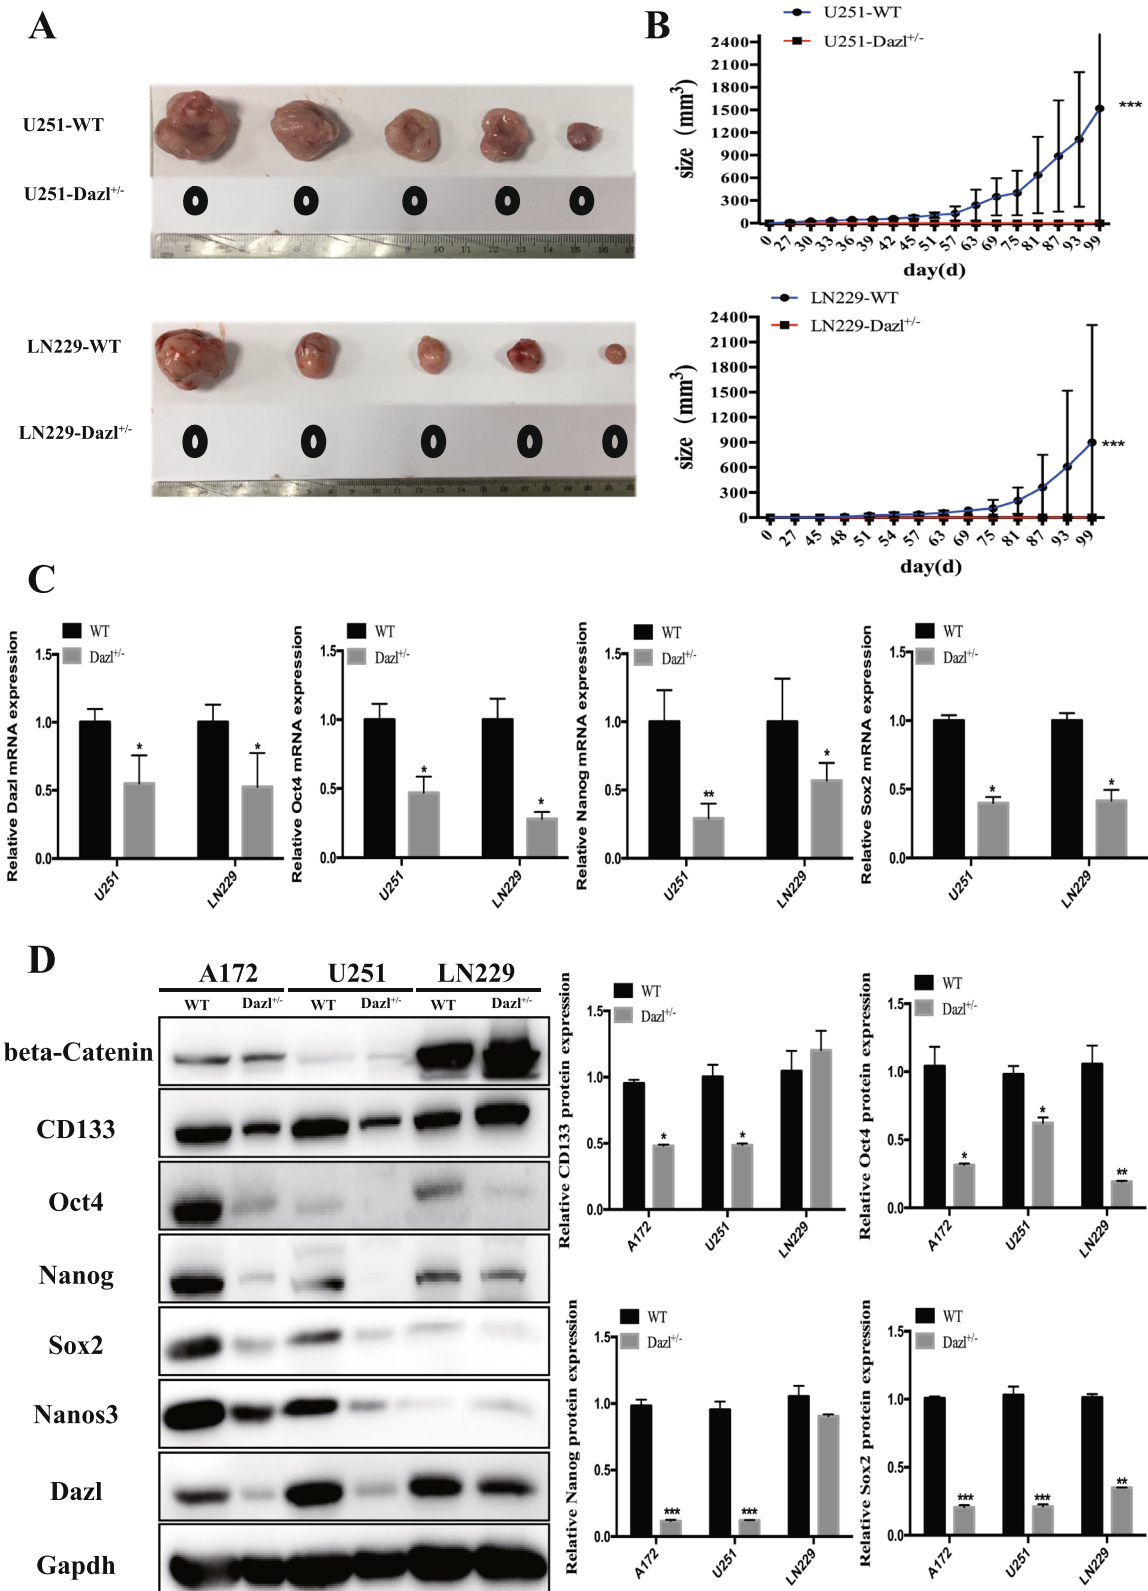 A
U251-WT
U251-Dazl+/-
0 0 0 0 0
LN229-WT
LN229-Dazl+/-
0 0 0 0 0
B
U251-WT
U251-Dazl+/-
size (mm³)
2400
2100
1800
1500
1200
900
600
300
0
***
0 27 30 33 36 39 42 45 51 57 63 69 75 81 87 93 99
day(d)
LN229-WT
LN229-Dazl+/-
size (mm³)
2400
2100
1800
1500
1200
900
600
300
0
***
0 27 45 48 51 54 57 63 69 75 81 87 93 99
day(d)
C
Relative Dazl mRNA expression
WT
Dazl+/-
1.5
1.0
0.5
0.0
* *
U251 LN229
Relative Oct4 mRNA expression
WT
Dazl+/-
1.5
1.0
0.5
0.0
* *
U251 LN229
Relative Nanog mRNA expression
WT
Dazl+/-
1.5
1.0
0.5
0.0
** *
U251 LN229
Relative Sox2 mRNA expression
WT
Dazl+/-
1.5
1.0
0.5
0.0
* *
U251 LN229
D
A172 U251 LN229
WT Dazl+/- WT Dazl+/- WT Dazl+/-
beta-Catenin
CD133
Oct4
Nanog
Sox2
Nanos3
Dazl
Gapdh
Relative CD133 protein expression
WT
Dazl+/-
1.5
1.0
0.5
0.0
* *
A172 U251 LN229
Relative Oct4 protein expression
WT
Dazl+/-
1.5
1.0
0.5
0.0
* * **
A172 U251 LN229
Relative Nanog protein expression
WT
Dazl+/-
1.5
1.0
0.5
0.0
*** ***
A172 U251 LN229
Relative Sox2 protein expression
WT
Dazl+/-
1.5
1.0
0.5
0.0
*** *** **
A172 U251 LN229